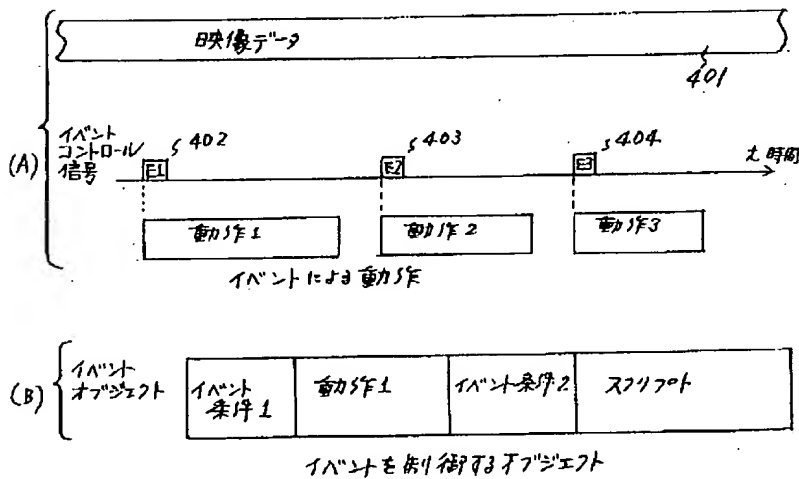 映像データ
401
(A)
イベント
コントロール
信号
E1
402
E2
403
E3
404
t 時間
動作1
動作2
動作3
イベントによる動作
(B)
イベント
オブジェクト
イベント
条件1
動作1
イベント条件2
スクリプト
イベントを制御するオブジェクト